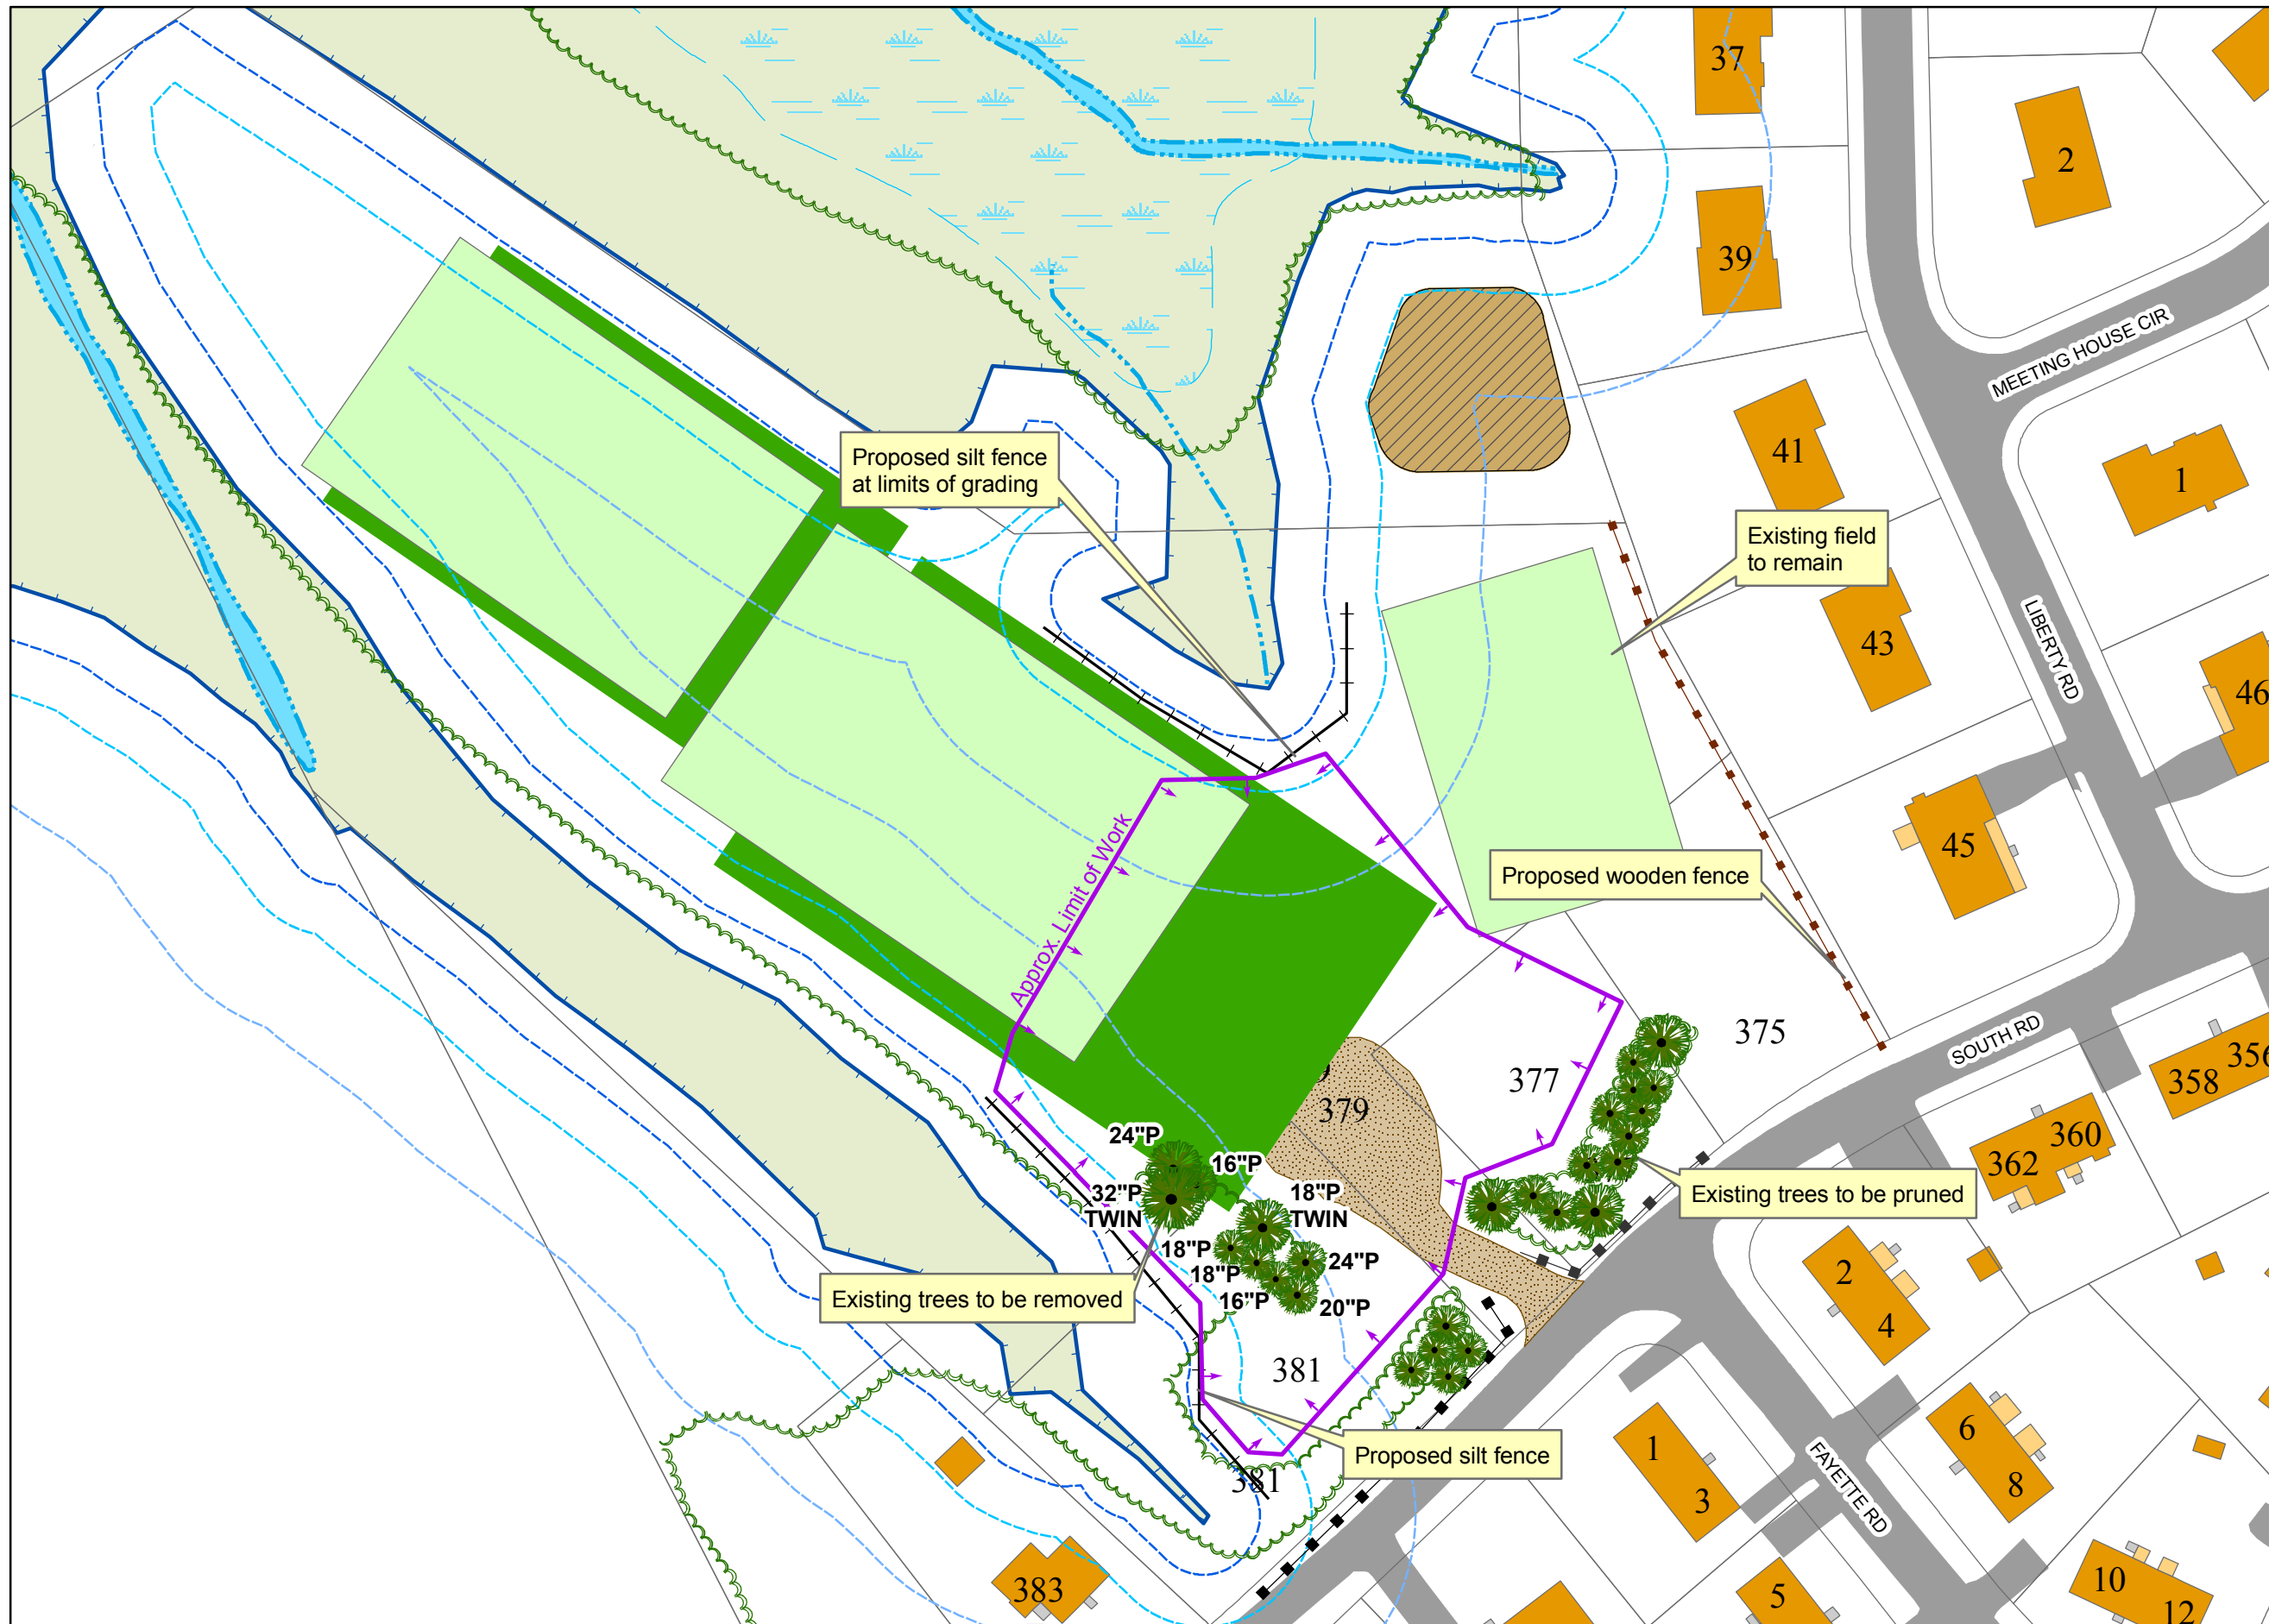 37
2
39
MEETING HOUSE CIR
Proposed silt fence
at limits of grading
41
1
Existing field
to remain
43
LIBERTY RD
46
45
Proposed wooden fence
Approx. Limit of Work
375
SOUTH RD
356
358
377
379
24"P
16"P
360
362
32"P
TWIN
18"P
TWIN
Existing trees to be pruned
18"P
24"P
18"P
16"P
20"P
Existing trees to be removed
2
4
381
1
3
6
8
FAYETTE RD
Proposed silt fence
381
383
5
10
12